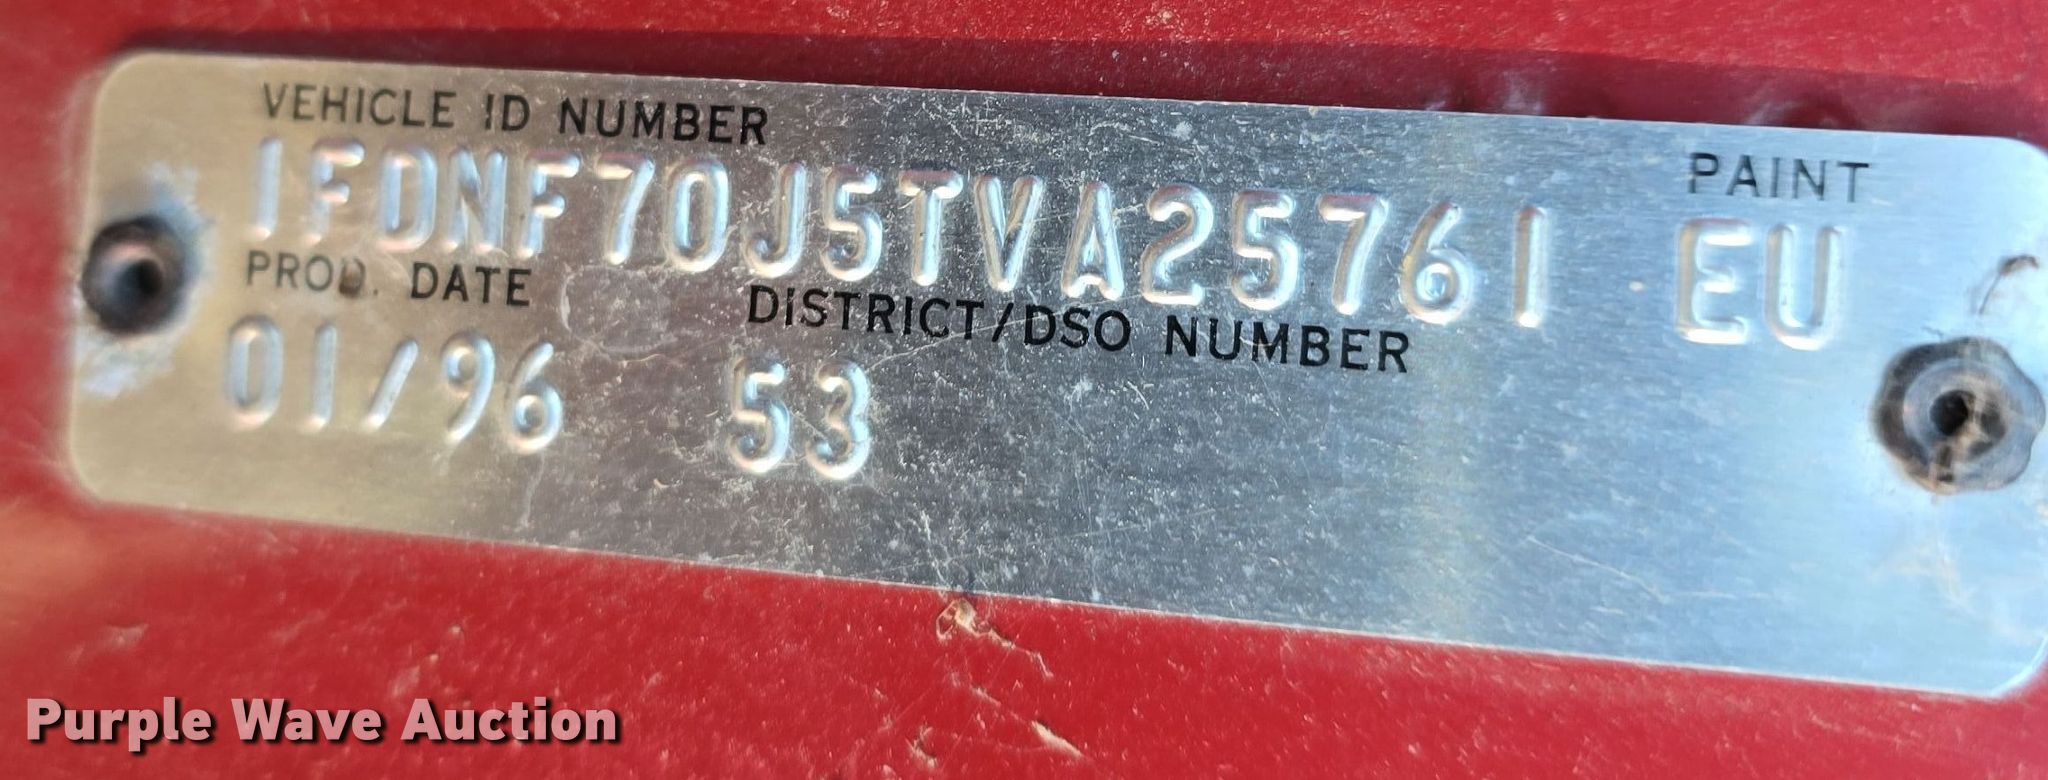 VEHICLE ID NUMBER
PAINT
1FDNF70J5TVA25761 EU
PROD. DATE
DISTRICT/DSO NUMBER
01/96 53
Purple Wave Auction